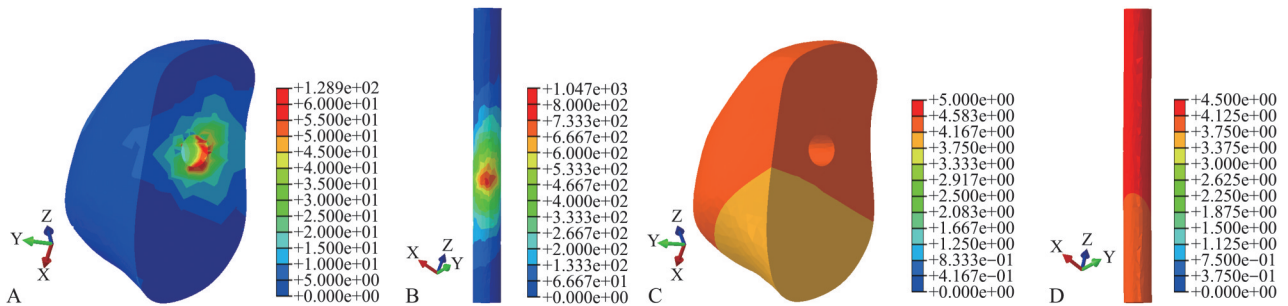 +1.289e+02
+6.000e+01
+5.500e+01
+5.000e+01
+4.500e+01
+4.000e+01
+3.500e+01
+3.000e+01
+2.500e+01
+2.000e+01
+1.500e+01
+1.000e+01
+5.000e+00
0.000e+00
Z
Y
X
A
+1.047e+03
+8.000e+02
+7.333e+02
+6.667e+02
+6.000e+02
+5.333e+02
+4.667e+02
+4.000e+02
+3.333e+02
+2.667e+02
+2.000e+02
+1.333e+02
+6.667e+01
+0.000e+00
X
Z
Y
B
+5.000e+00
+4.583e+00
+4.167e+00
+3.750e+00
+3.333e+00
+2.917e+00
+2.500e+00
+2.083e+00
+1.667e+00
+1.250e+00
+8.333e−01
+4.167e−01
0.000e+00
Z
Y
X
C
+4.500e+00
+4.125e+00
+3.750e+00
+3.375e+00
+3.000e+00
+2.625e+00
+2.250e+00
+1.875e+00
+1.500e+00
+1.125e+00
+7.500e−01
+3.750e−01
0.000e+00
X
Z
Y
D